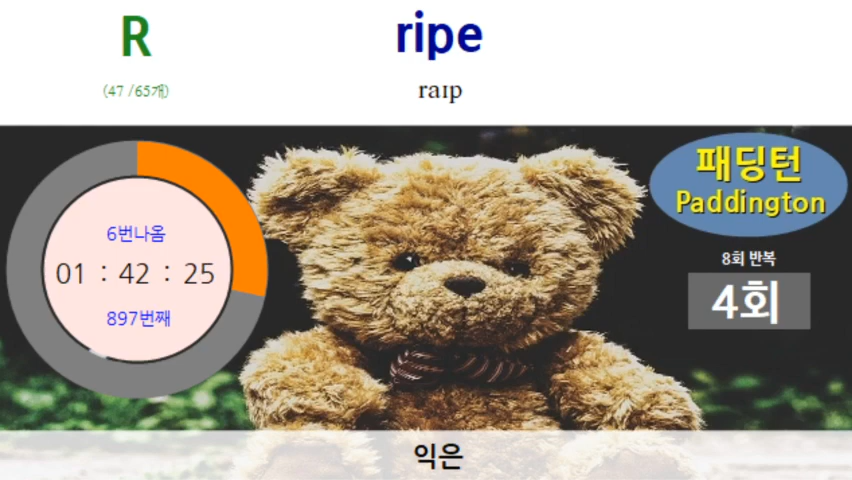 R
ripe
(47 /65개)
raɪp
패딩턴
Paddington
6번나옴
01 : 42 : 25
897번째
8회 반복
4회
익은